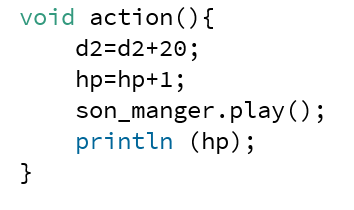 void action(){
    d2=d2+20;
    hp=hp+1;
    son_manger.play();
    println (hp);
}